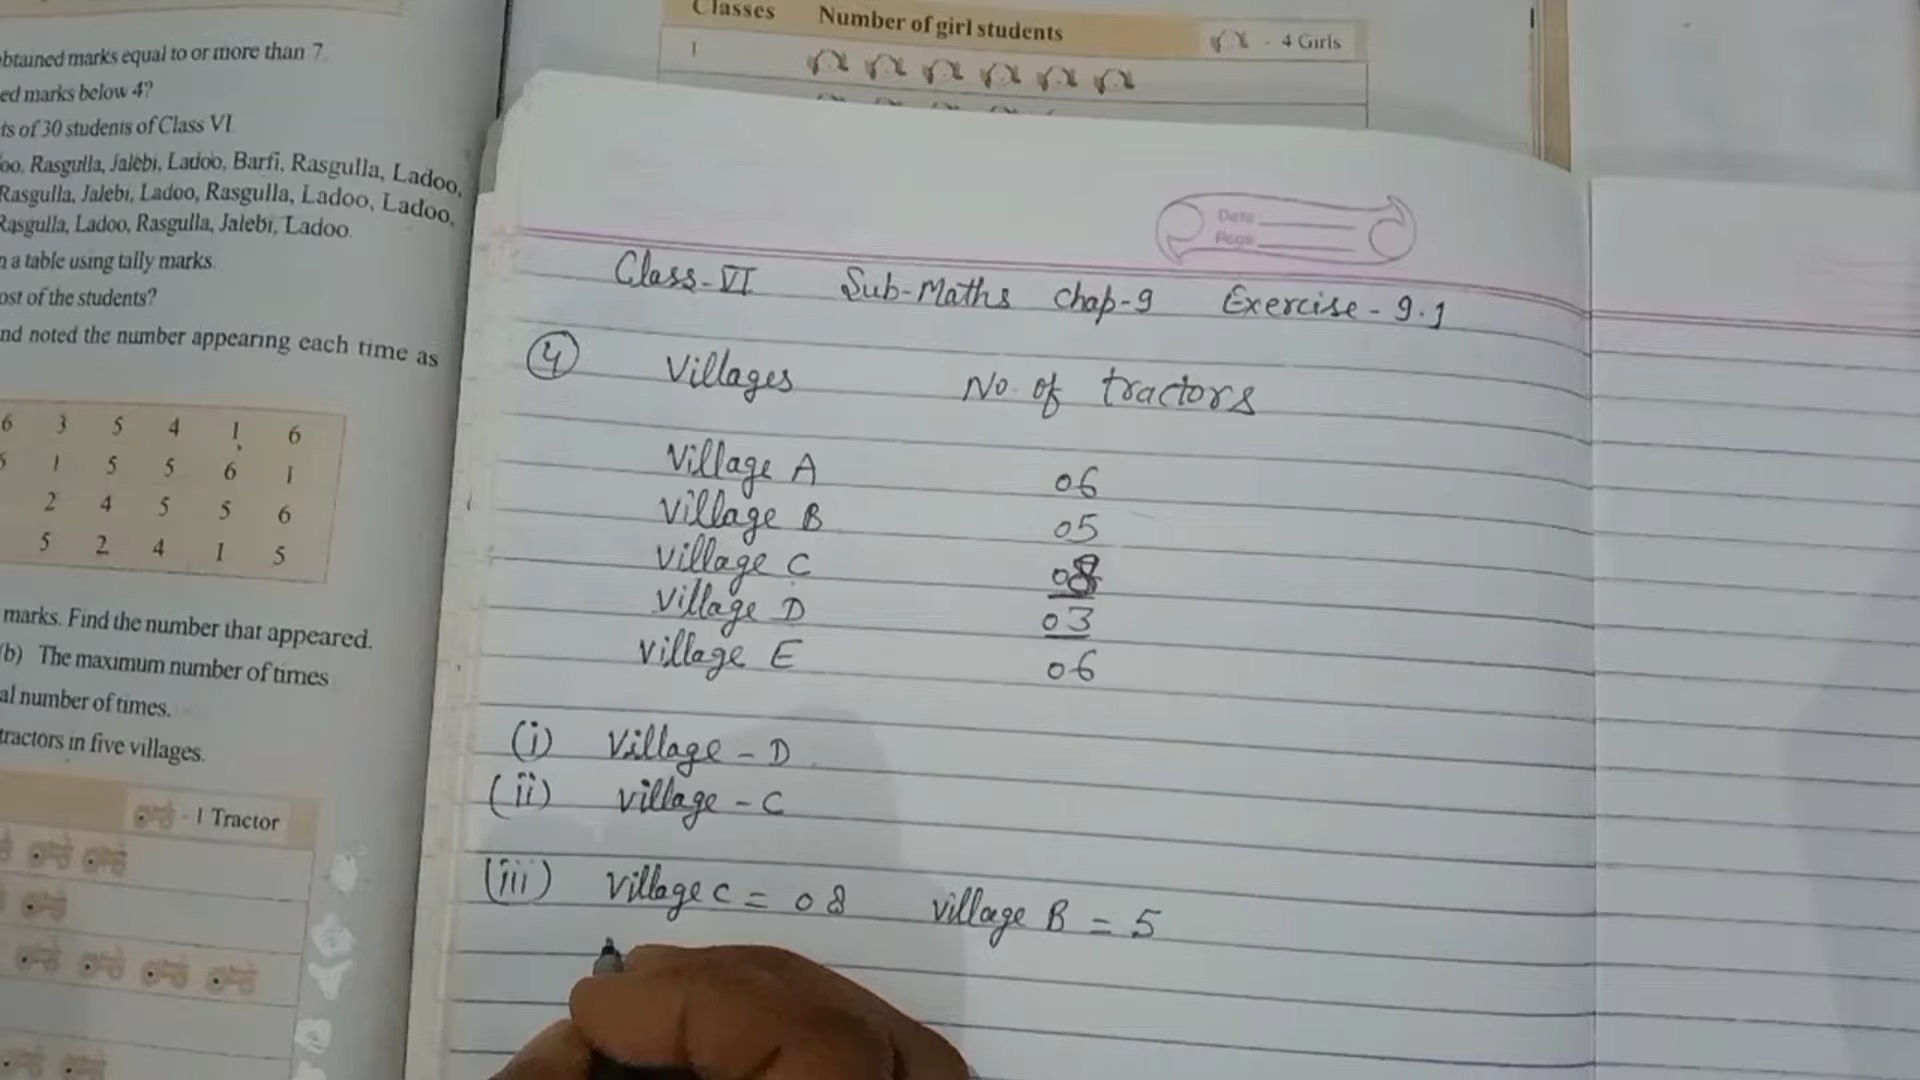 obtained marks equal to or more than 7.
ed marks below 4?
ts of 30 students of Class VI.
oo, Rasgulla, Jalebi, Ladoo, Barfi, Rasgulla, Ladoo,
Rasgulla, Jalebi, Ladoo, Rasgulla, Ladoo, Ladoo,
Rasgulla, Ladoo, Rasgulla, Jalebi, Ladoo.
n a table using tally marks.
ost of the students?
nd noted the number appearing each time as
6 3 5 4 1 6
5 1 5 5 6 1
2 4 5 5 6
5 2 4 1 5
marks. Find the number that appeared.
(b) The maximum number of times
al number of times.
tractors in five villages.
- 1 Tractor
Classes Number of girl students - 4 Girls
1
Date
Page
Class-VI Sub-Maths Chap-9 Exercise-9.1
4 Villages No. of tractors
Village A 06
Village B 05
Village C 08
Village D 03
Village E 06
(i) Village - D
(ii) village - C
(iii) Village C = 08 village B = 5